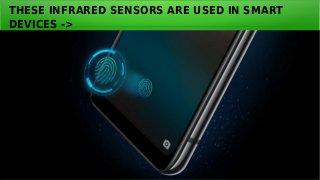 THESE INFRARED SENSORS ARE USED IN SMART
DEVICES ->